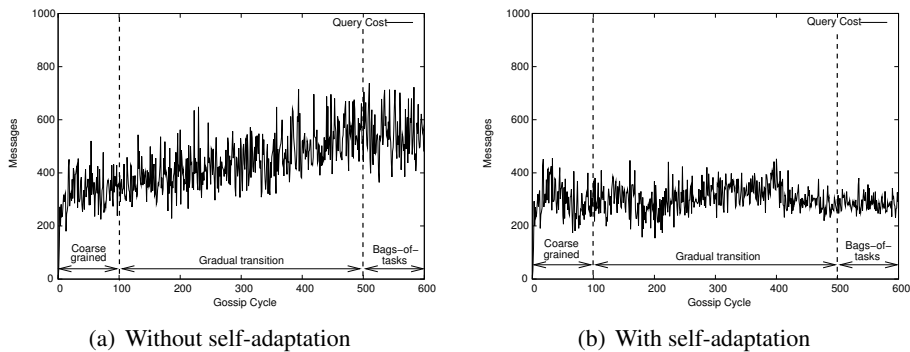 1000
800
600
400
200
0
Messages
Query Cost
Coarse
grained
Gradual transition
Bags-of-
tasks
0 100 200 300 400 500 600
Gossip Cycle
(a) Without self-adaptation
1000
800
600
400
200
0
Messages
Query Cost
Coarse
grained
Gradual transition
Bags-of-
tasks
0 100 200 300 400 500 600
Gossip Cycle
(b) With self-adaptation